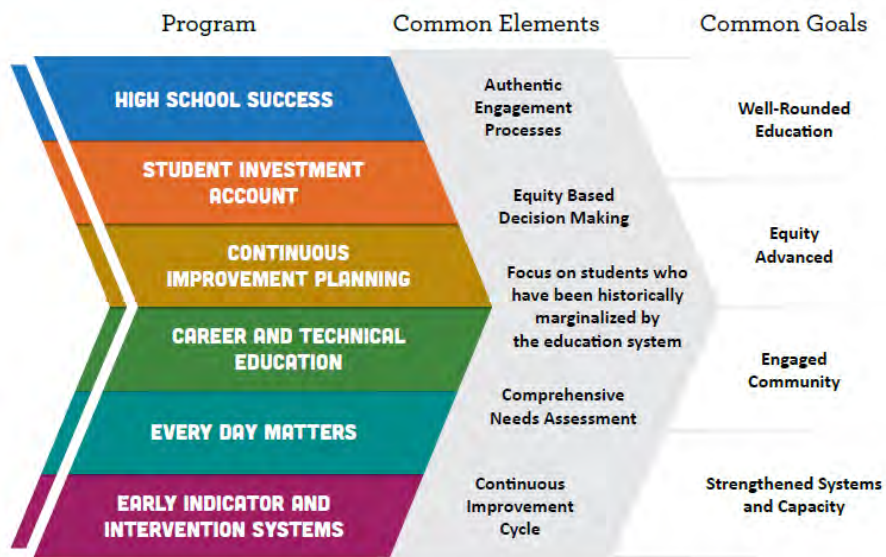 Program
Common Elements
Common Goals
HIGH SCHOOL SUCCESS
STUDENT INVESTMENT
ACCOUNT
CONTINUOUS
IMPROVEMENT PLANNING
CAREER AND TECHNICAL
EDUCATION
EVERY DAY MATTERS
EARLY INDICATOR AND
INTERVENTION SYSTEMS
Authentic
Engagement
Processes
Equity Based
Decision Making
Focus on students who
have been historically
marginalized by
the education system
Comprehensive
Needs Assessment
Continuous
Improvement
Cycle
Well-Rounded
Education
Equity
Advanced
Engaged
Community
Strengthened Systems
and Capacity